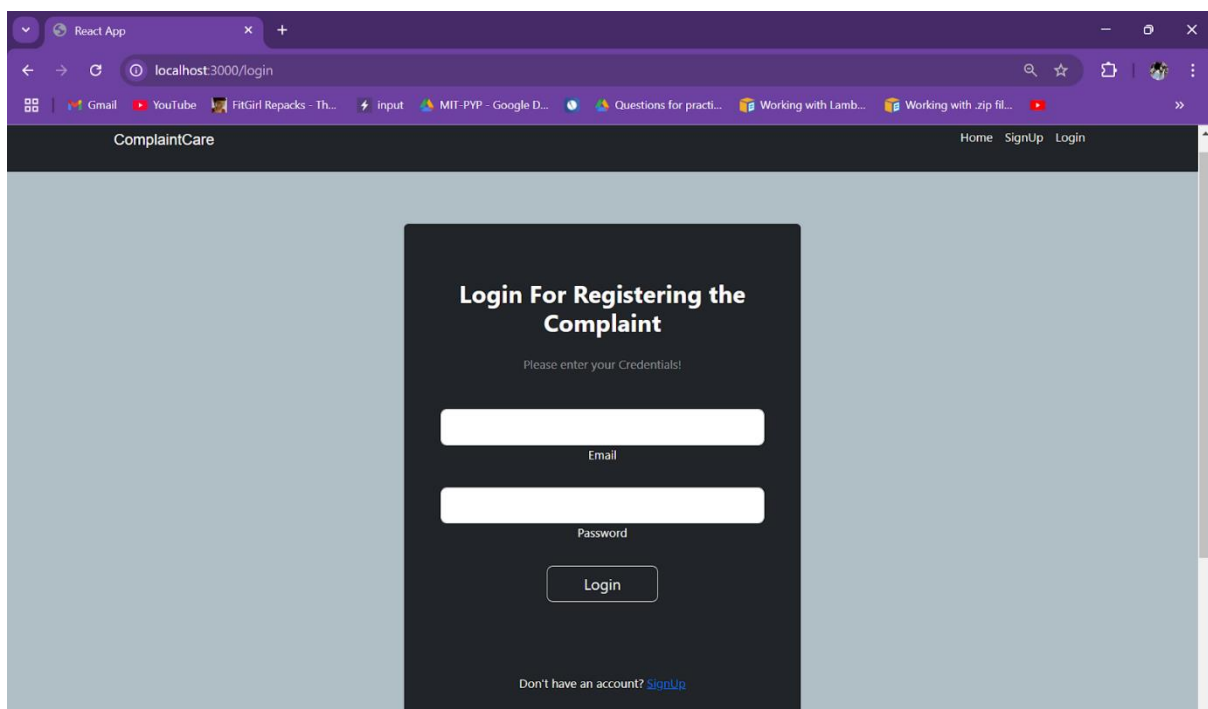 React App
localhost:3000/login
Gmail YouTube FitGirl Repacks - Th... input MIT-PYP - Google D... Questions for practi... Working with Lamb... Working with .zip fil...
ComplaintCare Home SignUp Login
Login For Registering the
Complaint
Please enter your Credentials!
Email
Password
Login
Don't have an account? SignUp